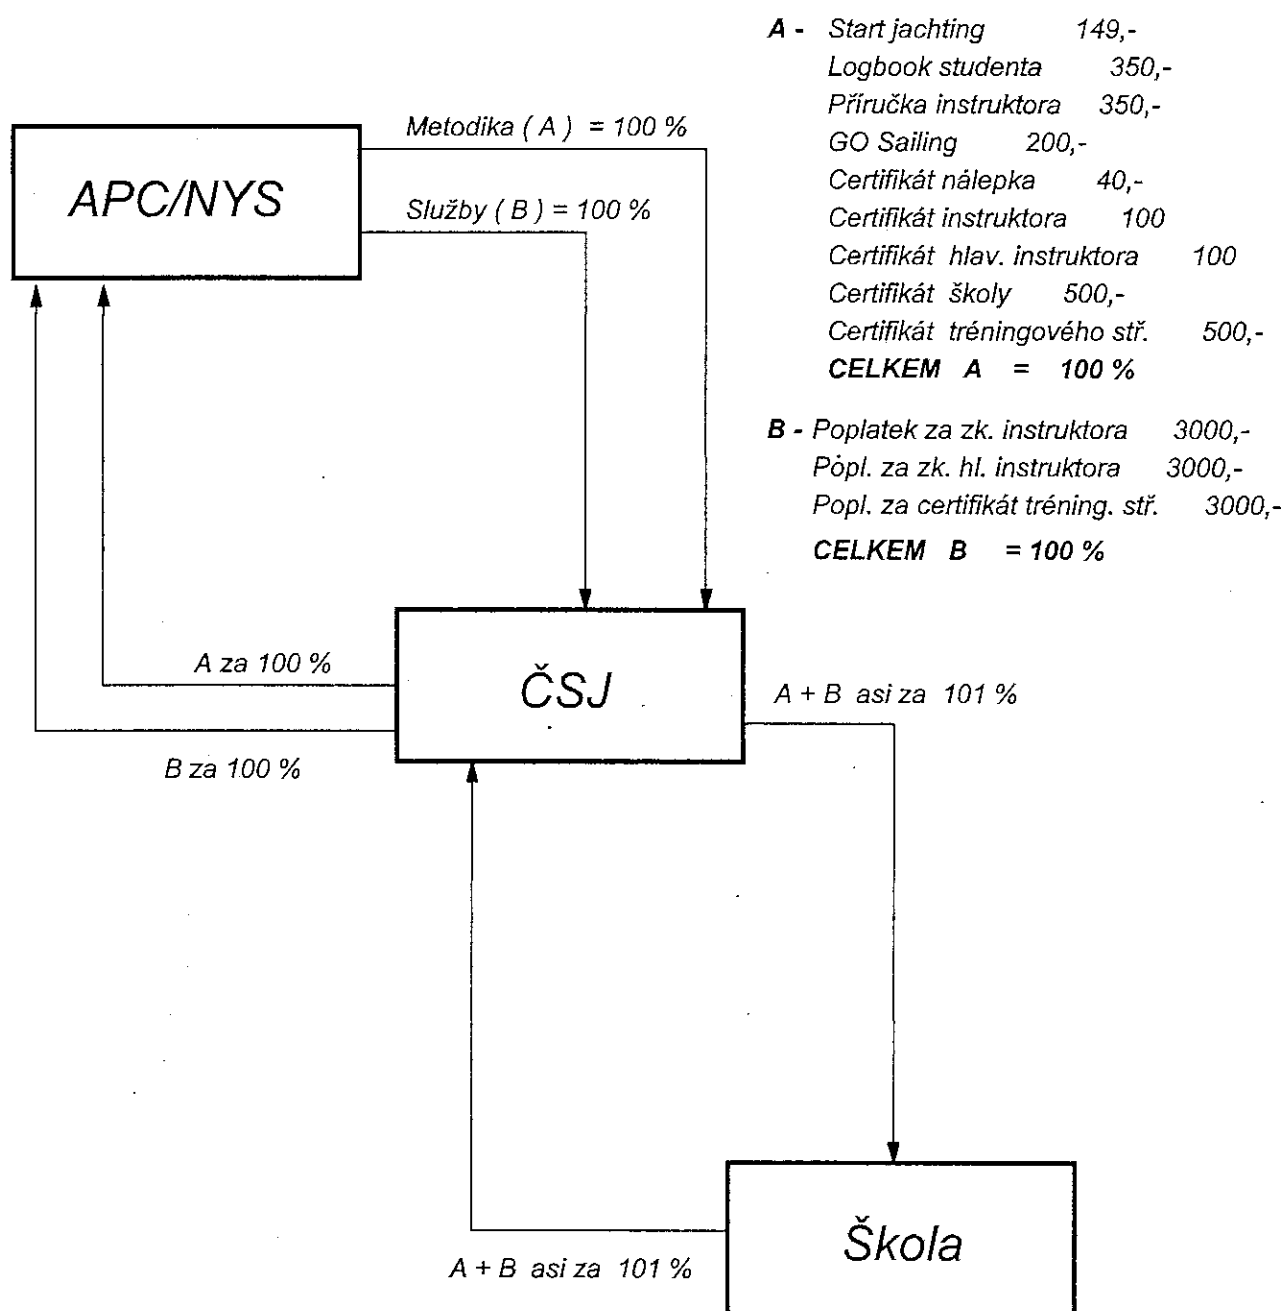 A - Start jachting 149,-
Logbook studenta 350,-
Příručka instruktora 350,-
GO Sailing 200,-
Certifikát nálepka 40,-
Certifikát instruktora 100
Certifikát hlav. instruktora 100
Certifikát školy 500,-
Certifikát tréningového stř. 500,-
CELKEM A = 100 %
B - Poplatek za zk. instruktora 3000,-
Popl. za zk. hl. instruktora 3000,-
Popl. za certifikát tréning. stř. 3000,-
CELKEM B = 100 %
Metodika ( A ) = 100 %
APC/NYS
Služby ( B ) = 100 %
A za 100 %
ČSJ
A + B asi za 101 %
B za 100 %
Škola
A + B asi za 101 %